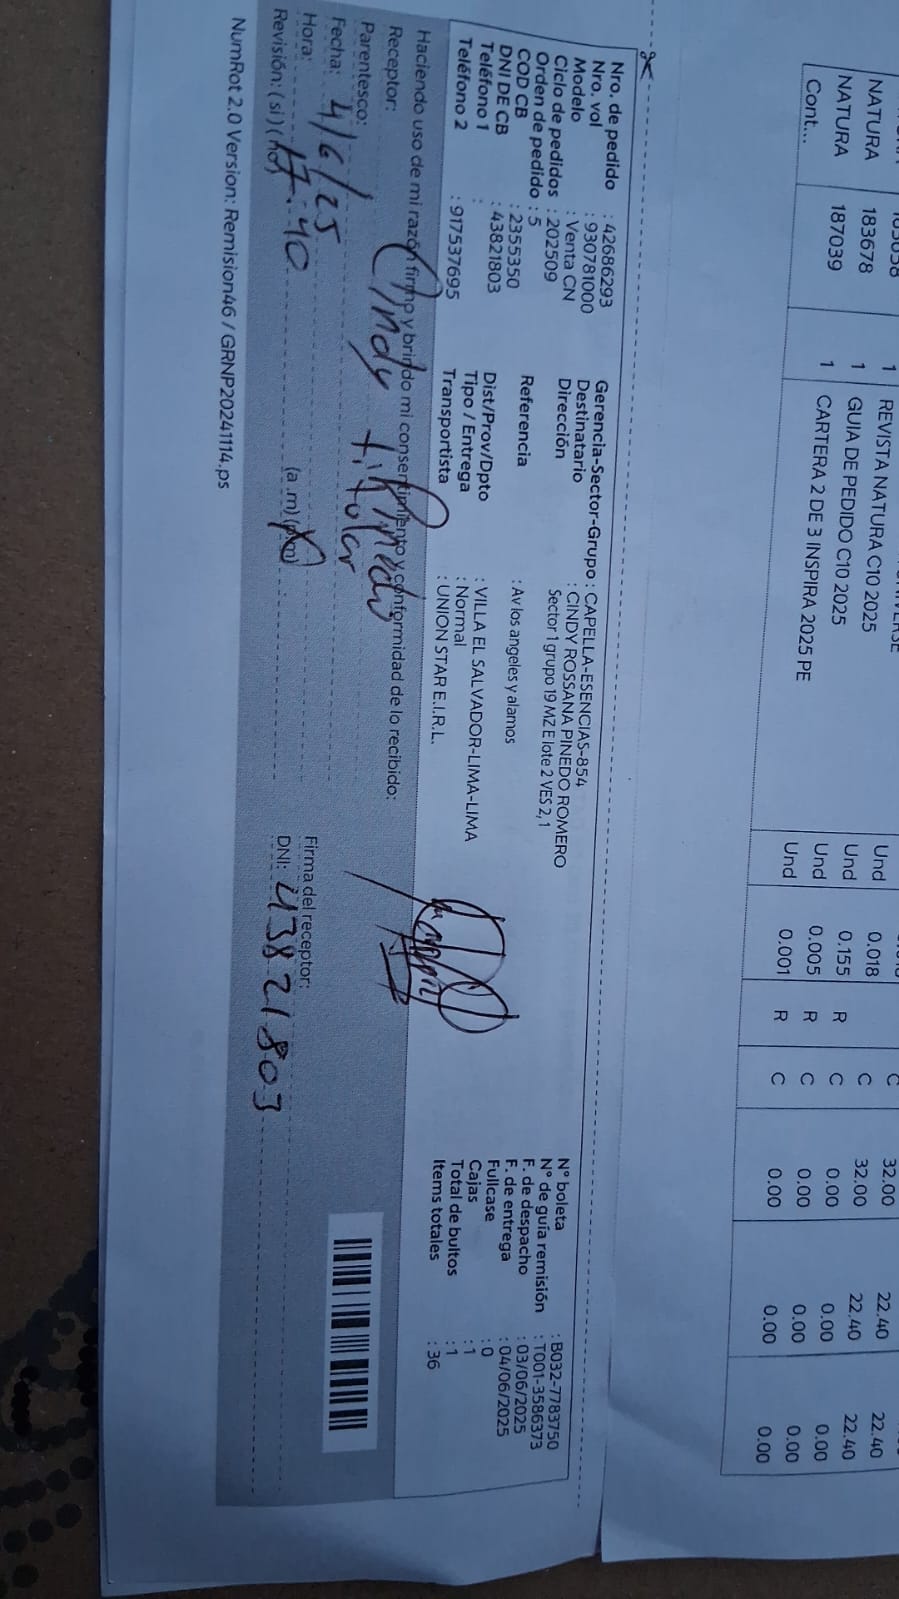 NATURA 183678 1 REVISTA NATURA C10 2025 Und 0.018 C 32.00 22.40 22.40
NATURA 187039 1 GUIA DE PEDIDO C10 2025 Und 0.155 R C 32.00 22.40 22.40
Cont... 1 CARTERA 2 DE 3 INSPIRA 2025 PE Und 0.005 R C 0.00 0.00 0.00
Und 0.001 R C 0.00 0.00 0.00
0.00 0.00 0.00
Nro. de pedido : 42686293
Nro. vol : 930781000
Modelo : Venta CN
Ciclo de pedidos : 202509
Orden de pedido : 5
COD CB : 2355350
DNI DE CB : 43821803
Teléfono 1 :
Teléfono 2 : 917537695
Gerencia-Sector-Grupo : CAPELLA-ESENCIAS-854
Destinatario : CINDY ROSSANA PINEDO ROMERO
Dirección Sector 1 grupo 19 MZ E lote 2 VES 2,1
Referencia : Av los angeles y alamos
Dist/Prov/Dpto : VILLA EL SALVADOR-LIMA-LIMA
Tipo / Entrega : Normal
Transportista : UNION STAR E.I.R.L.
N° boleta : B032-7783750
N° de guía remisión : T001-3586373
F. de despacho : 03/06/2025
F. de entrega : 04/06/2025
Fullcase : 0
Cajas : 1
Total de bultos : 1
Items totales : 36
Haciendo uso de mi razón firmo y brindo mi consentimiento y conformidad de lo recibido:
Receptor: Cindy Pinedo
Parentesco: titular
Fecha: 4/6/25
Hora: 17:40 (a .m) (p.m)
Revisión: ( si ) ( no )
Firma del receptor:
DNI: 43821803
NumRot 2.0 Version: Remision46 / GRNP20241114.ps